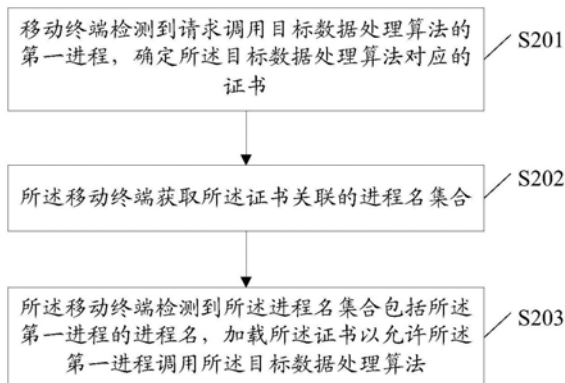 移动终端检测到请求调用目标数据处理算法的
第一进程，确定所述目标数据处理算法对应的
证书
S201
所述移动终端获取所述证书关联的进程名集合
S202
所述移动终端检测到所述进程名集合包括所述
第一进程的进程名，加载所述证书以允许所述
第一进程调用所述目标数据处理算法
S203